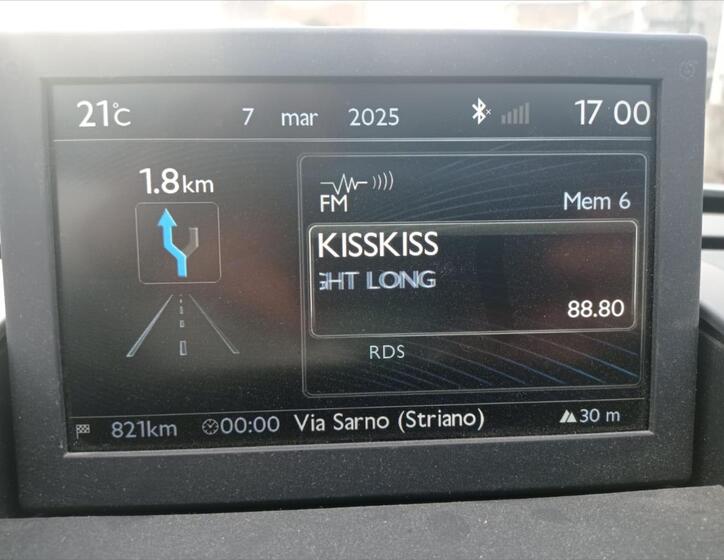 21°C 7 mar 2025 17 00
1.8km
FM
Mem 6
KISSKISS
GHT LONG
88.80
RDS
821km 00:00 Via Sarno (Striano) 30 m